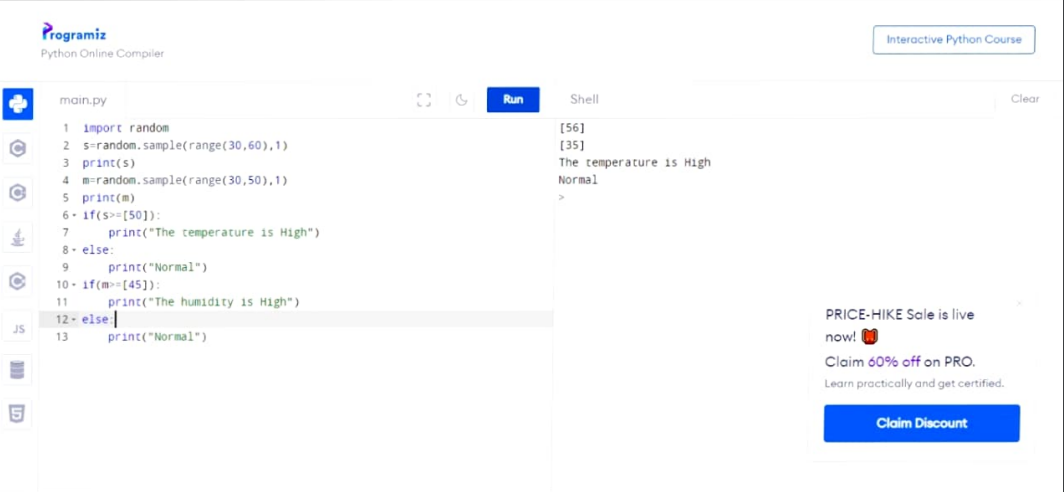 Programiz
Python Online Compiler
Interactive Python Course
main.py
Run
Shell
Clear
1 import random
2 s=random.sample(range(30,60),1)
3 print(s)
4 m=random.sample(range(30,50),1)
5 print(m)
6 if(s>=[50]):
7 print("The temperature is High")
8 else:
9 print("Normal")
10 if(m>=[45]):
11 print("The humidity is High")
12 else:
13 print("Normal")
[56]
[35]
The temperature is High
Normal
>
JS
PRICE-HIKE Sale is live
now!
Claim 60% off on PRO.
Learn practically and get certified.
Claim Discount